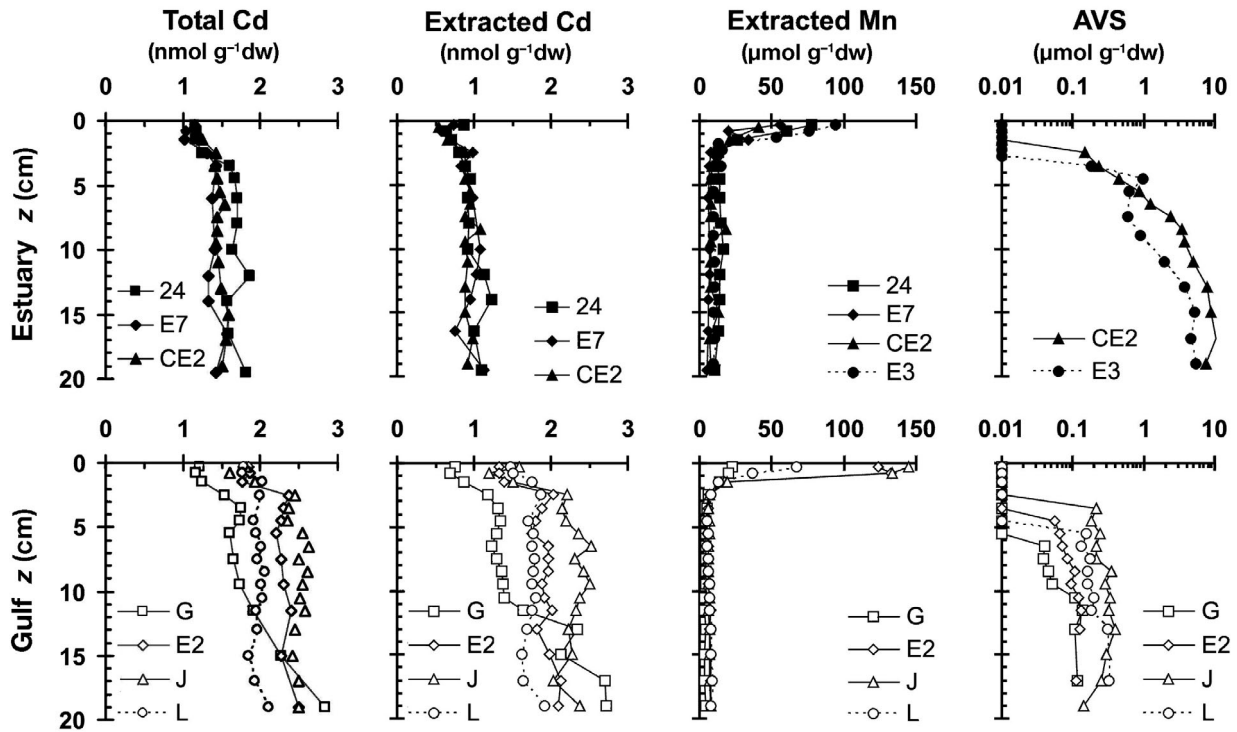 Total Cd Extracted Cd Extracted Mn AVS
(nmol g⁻¹dw) (nmol g⁻¹dw) (µmol g⁻¹dw) (µmol g⁻¹dw)
0 1 2 3 0 1 2 3 0 50 100 150 0.01 0.1 1 10
Estuary z (cm)
0
5
10
15
20
24
E7
CE2
24
E7
CE2
24
E7
CE2
E3
CE2
E3
0 1 2 3 0 1 2 3 0 50 100 150 0.01 0.1 1 10
Gulf z (cm)
0
5
10
15
20
G
E2
J
L
G
E2
J
L
G
E2
J
L
G
E2
J
L